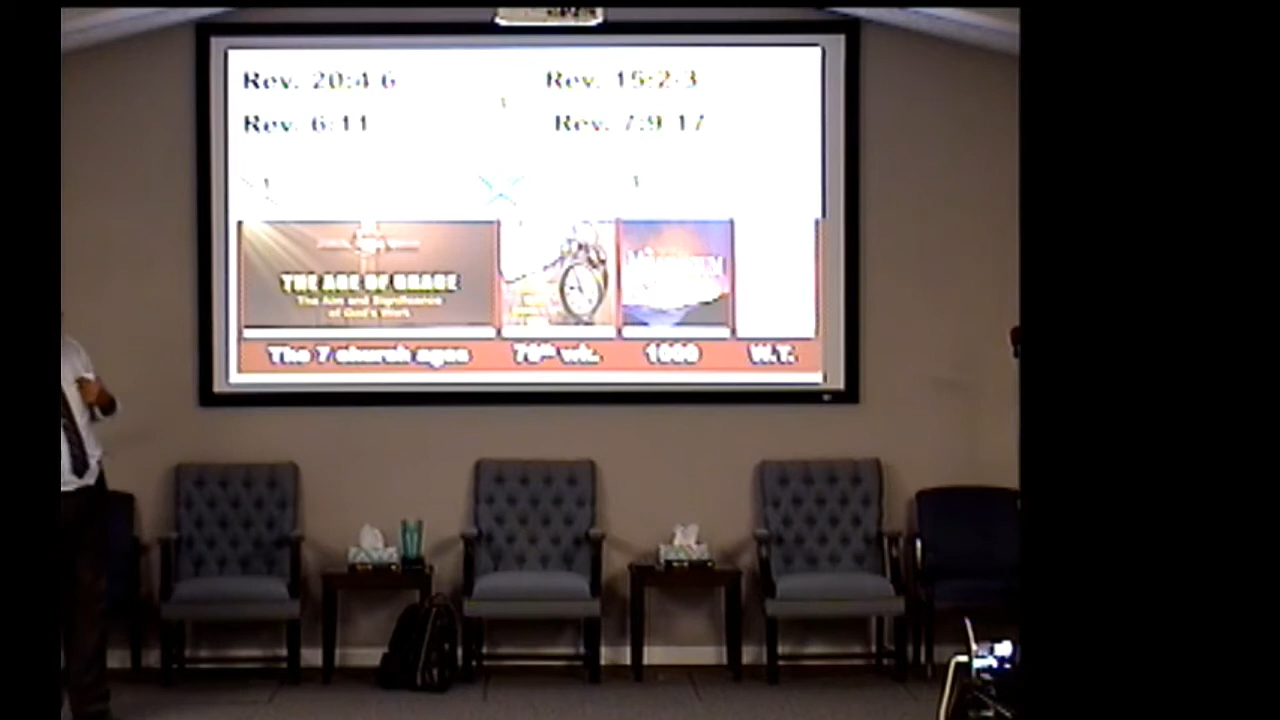 Rev. 20:4-6 Rev. 15:2-3
Rev. 6:11 Rev. 7:9-17
THE AGE OF GRACE
The Aim and Significance
of God's Work
The 7 church ages 70th wk. 1000 W.T.